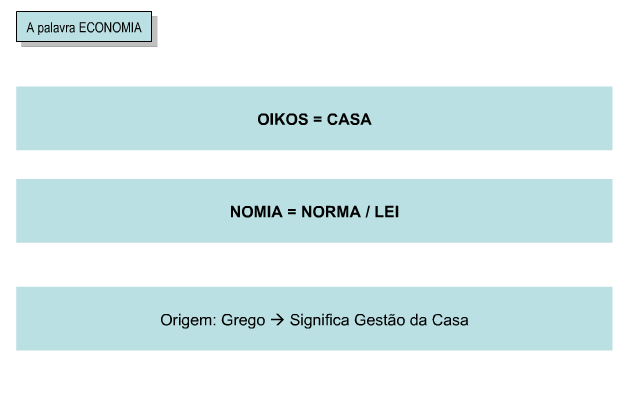 A palavra ECONOMIA
OIKOS = CASA
NOMIA = NORMA / LEI
Origem: Grego → Significa Gestão da Casa